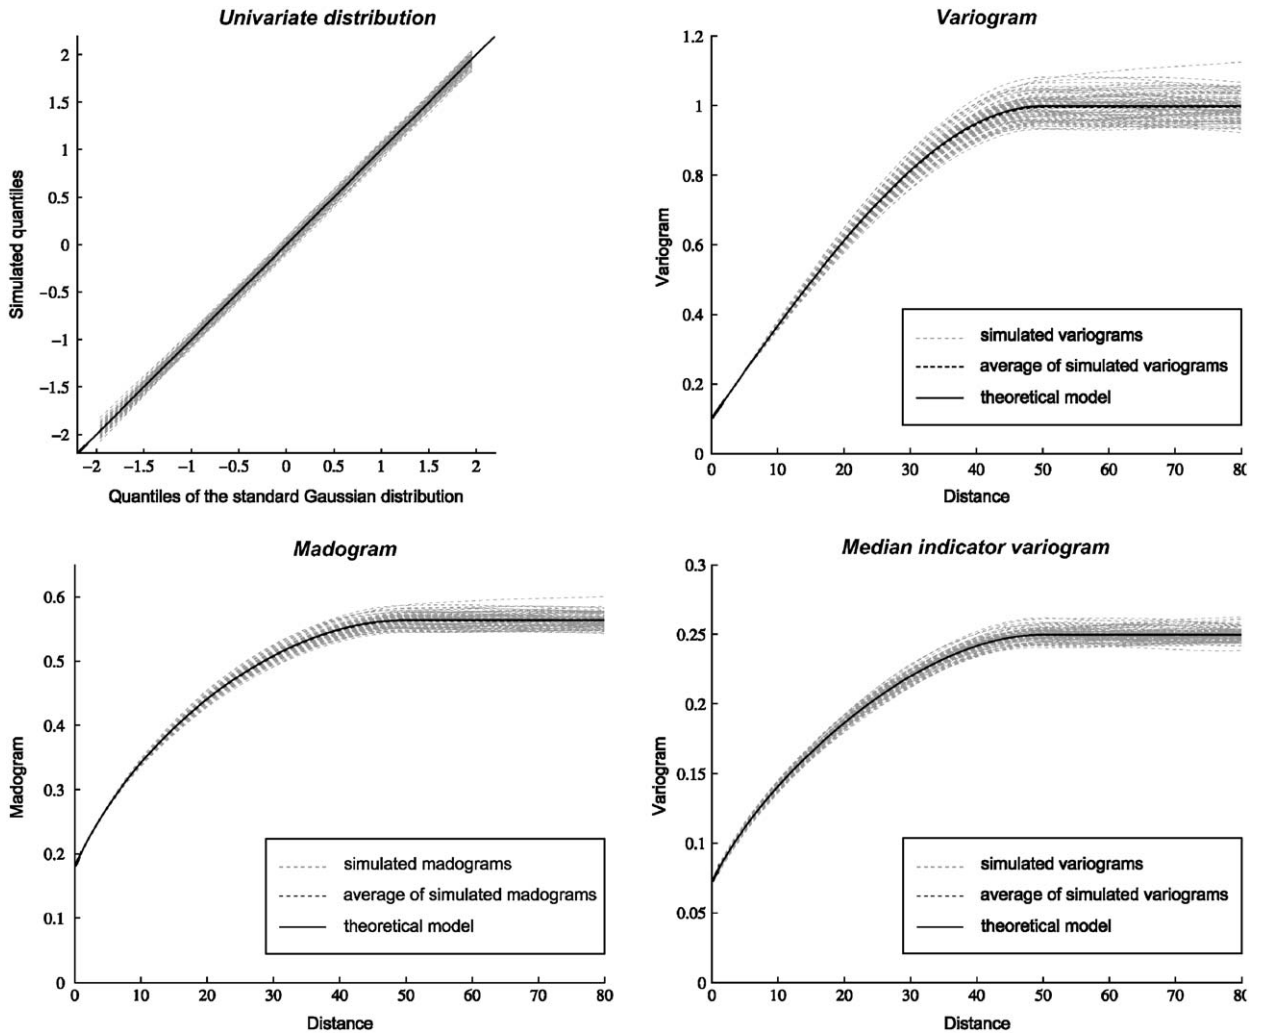 Univariate distribution
2
1.5
1
0.5
0
−0.5
−1
−1.5
−2
Simulated quantiles
−2 −1.5 −1 −0.5 0 0.5 1 1.5 2
Quantiles of the standard Gaussian distribution
Variogram
1.2
1
0.8
0.6
0.4
0.2
0
Variogram
simulated variograms
average of simulated variograms
theoretical model
0 10 20 30 40 50 60 70 80
Distance
Madogram
0.6
0.5
0.4
0.3
0.2
0.1
0
Madogram
simulated madograms
average of simulated madograms
theoretical model
0 10 20 30 40 50 60 70 80
Distance
Median indicator variogram
0.3
0.25
0.2
0.15
0.1
0.05
0
Variogram
simulated variograms
average of simulated variograms
theoretical model
0 10 20 30 40 50 60 70 80
Distance